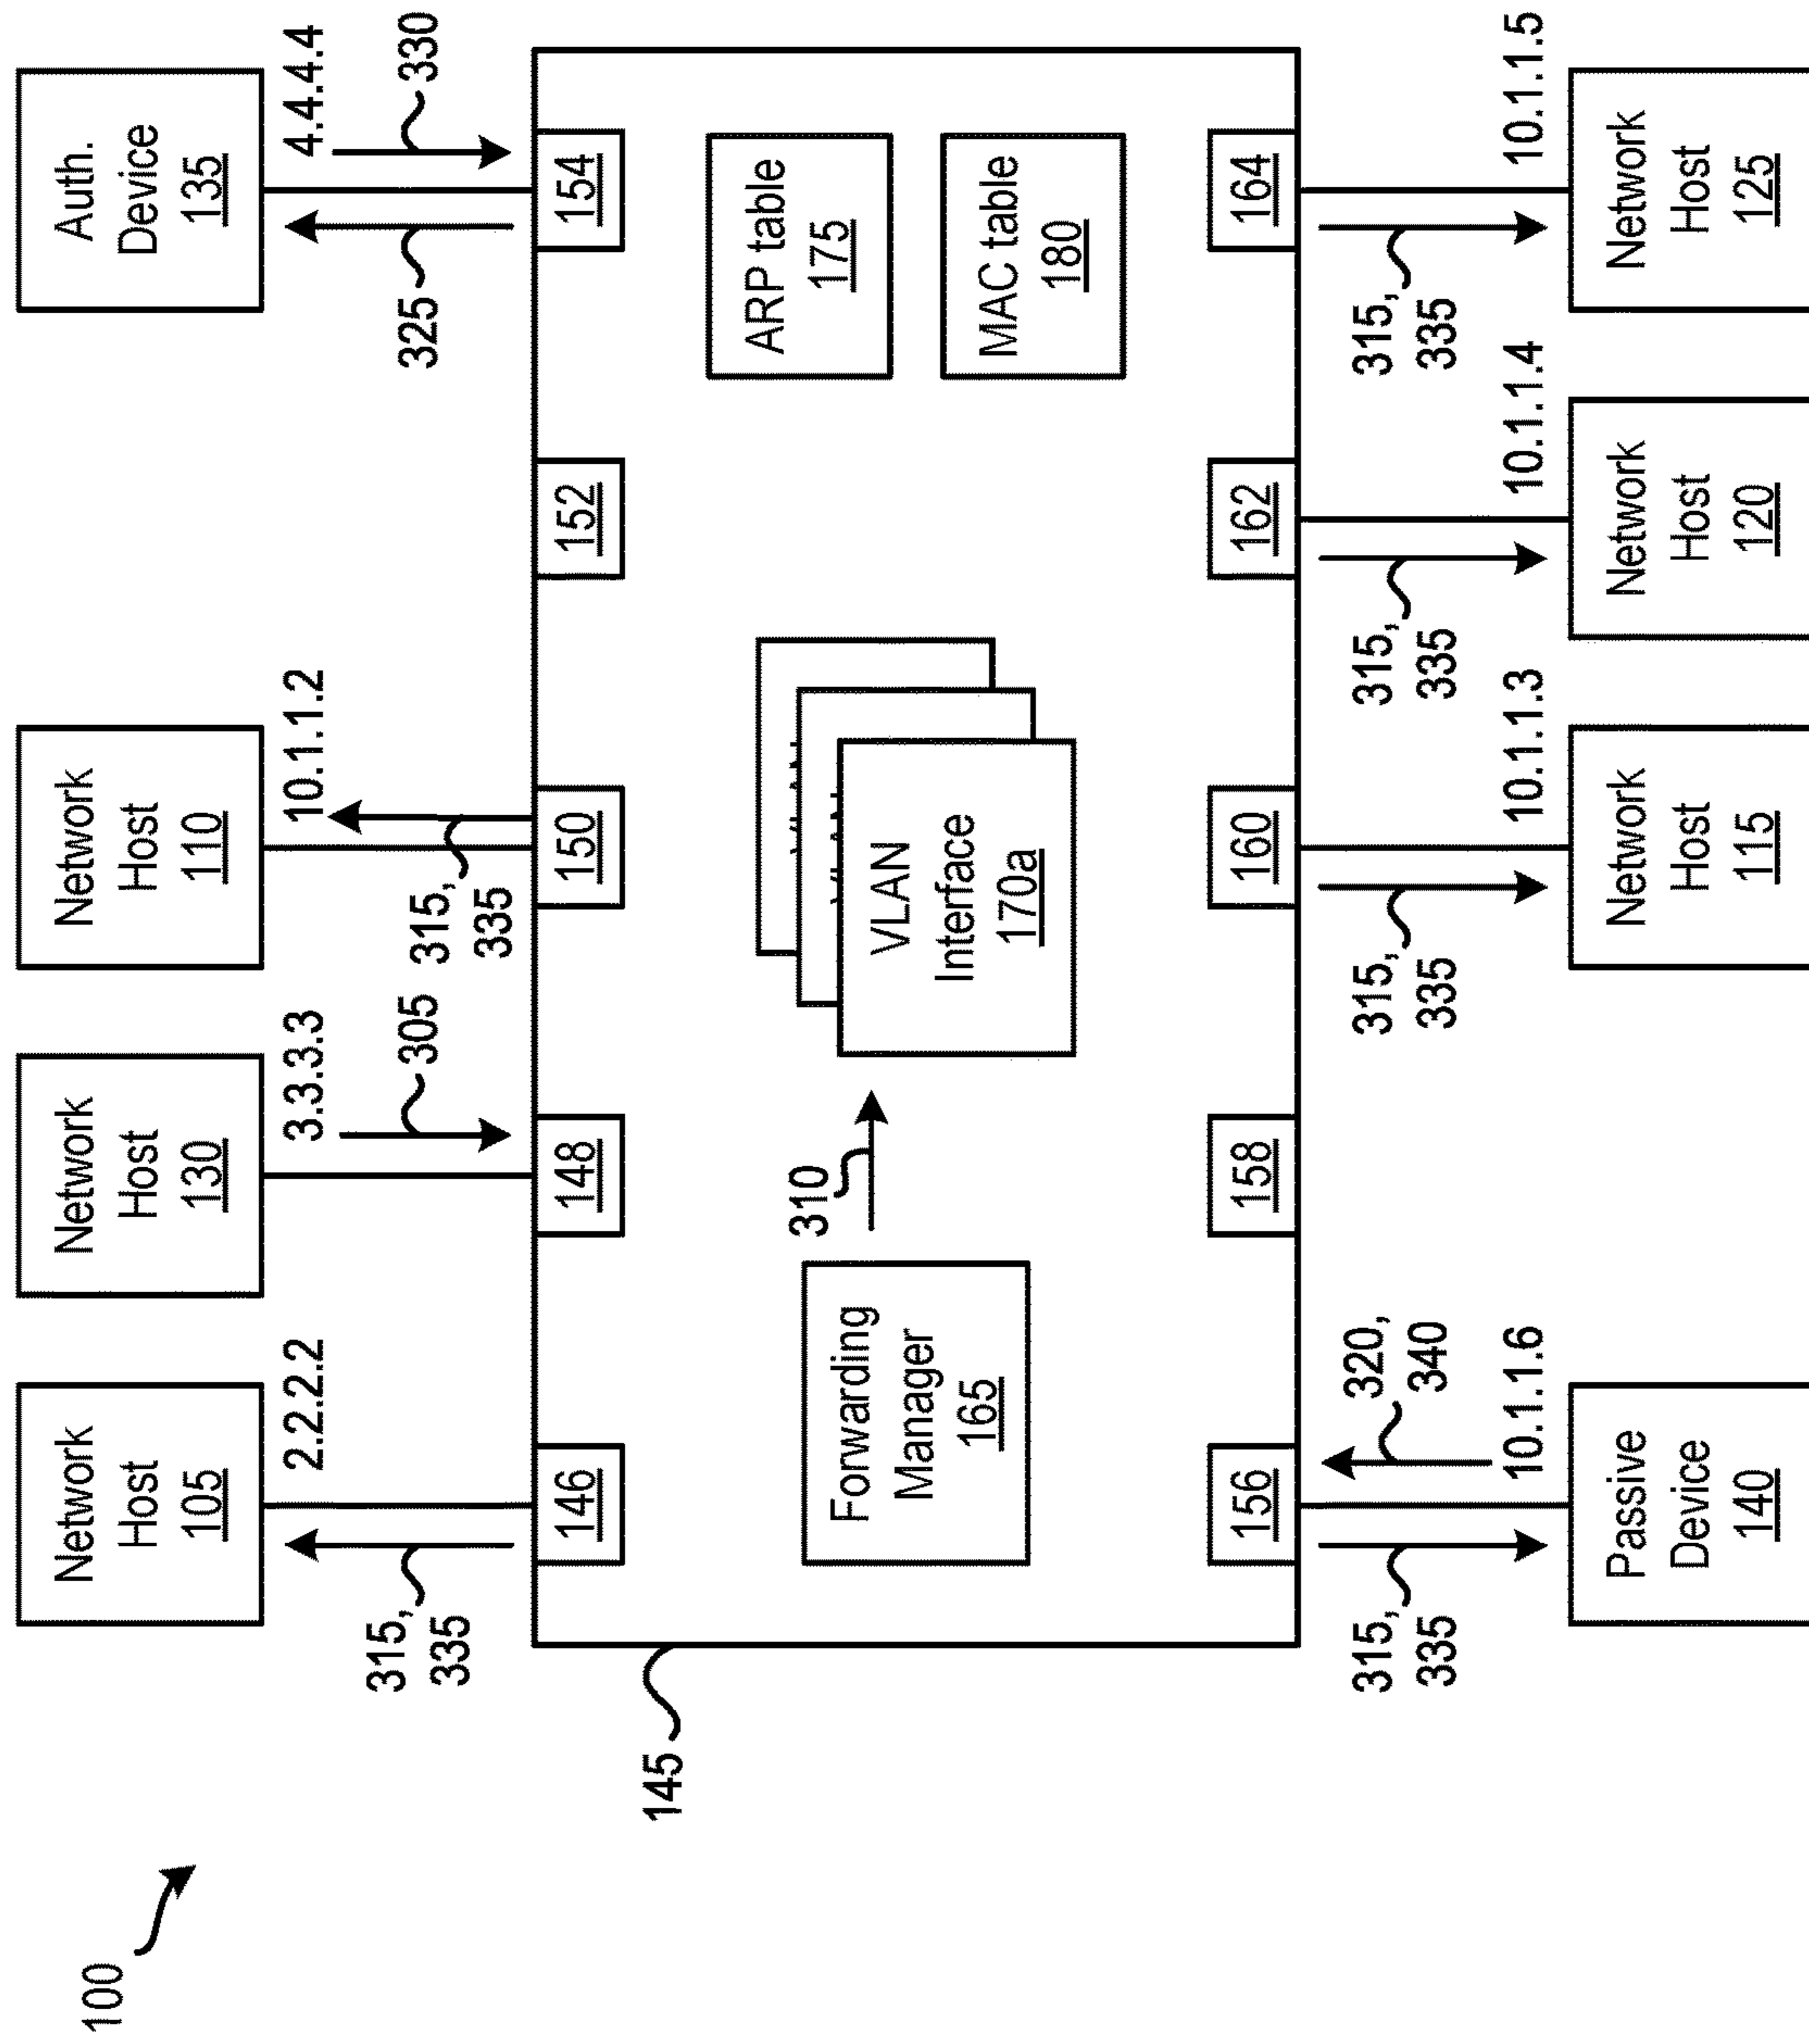 100
145
Network
Host
105
2.2.2.2
315,
335
146
Network
Host
130
3.3.3.3
305
148
Network
Host
110
10.1.1.2
315,
335
150
152
Auth.
Device
135
4.4.4.4
330
325
154
Forwarding
Manager
165
310
VLAN
Interface
170a
ARP table
175
MAC table
180
156
320,
340
10.1.1.6
315,
335
Passive
Device
140
158
160
315,
335
10.1.1.3
Network
Host
115
162
315,
335
10.1.1.4
Network
Host
120
164
315,
335
10.1.1.5
Network
Host
125